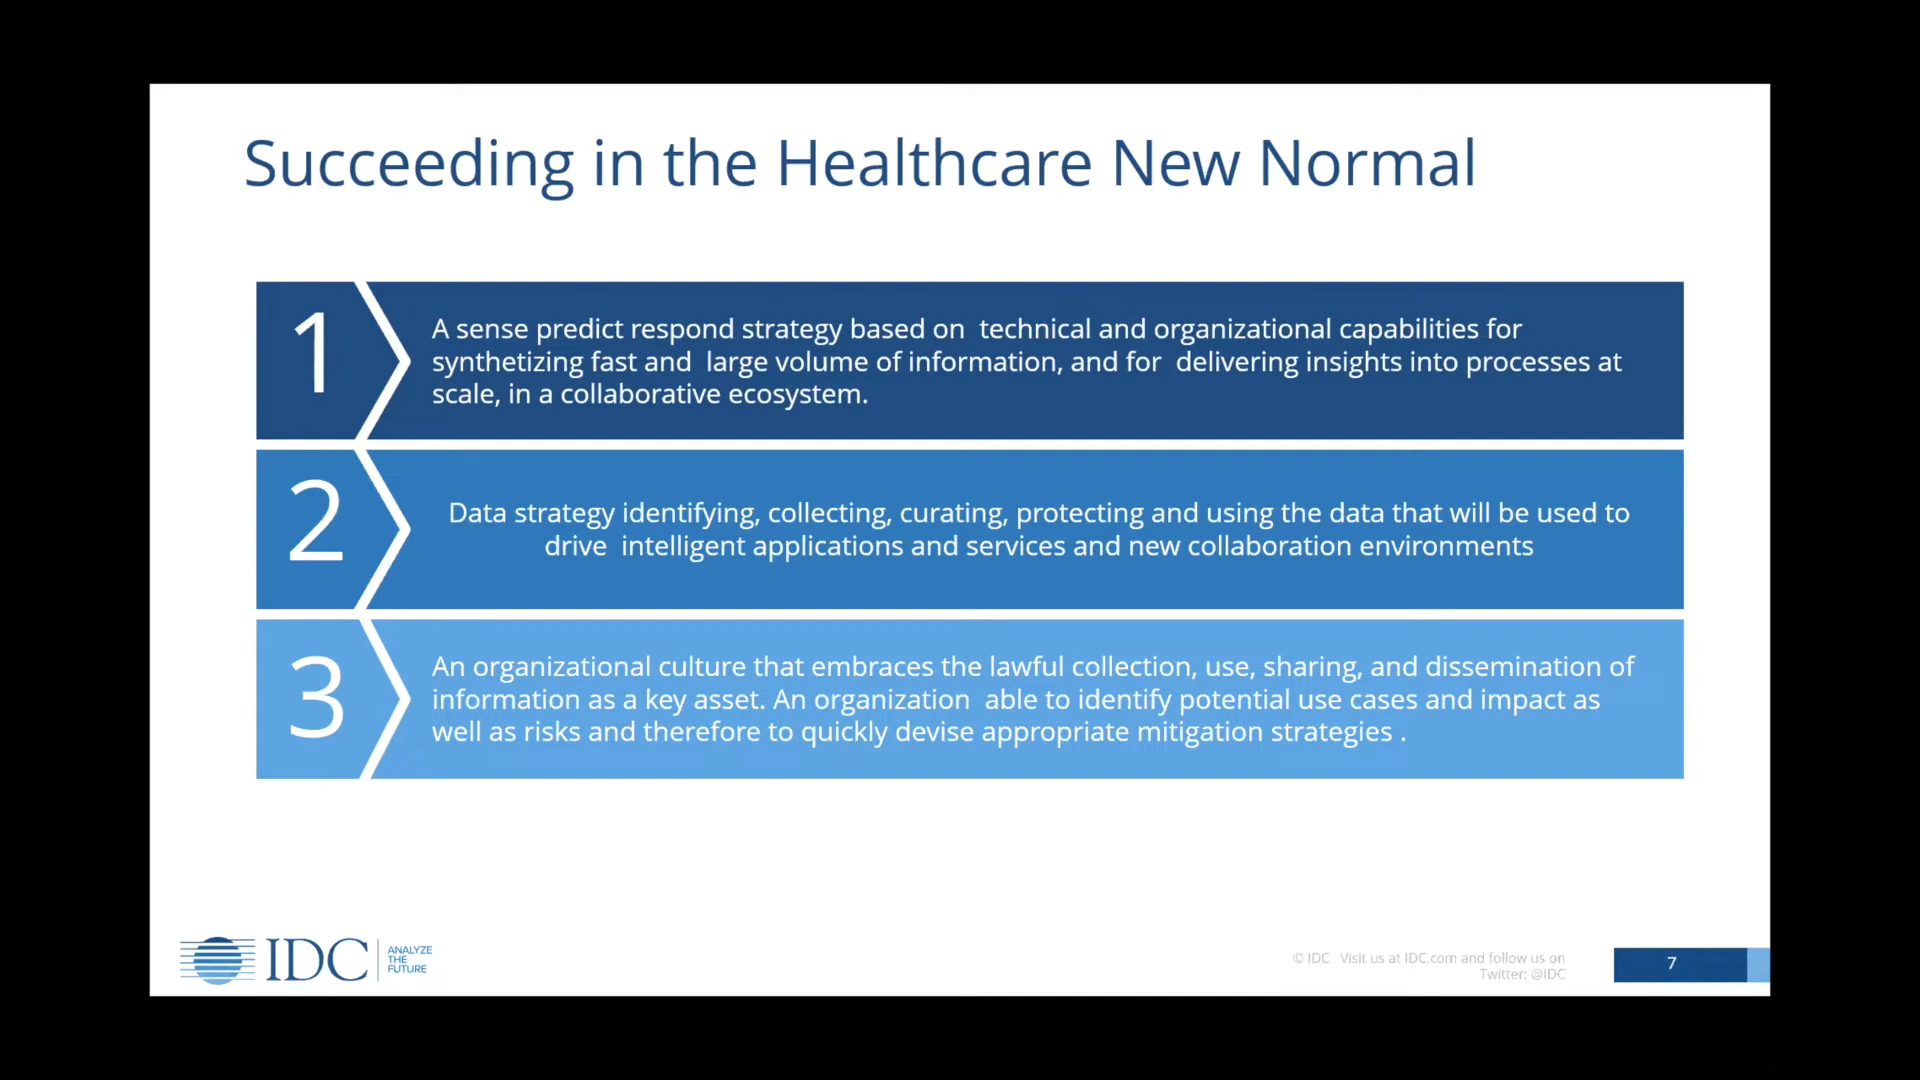 Succeeding in the Healthcare New Normal
1
A sense predict respond strategy based on  technical and organizational capabilities for
synthetizing fast and  large volume of information, and for  delivering insights into processes at
scale, in a collaborative ecosystem.
2
Data strategy identifying, collecting, curating, protecting and using the data that will be used to
drive  intelligent applications and services and new collaboration environments
3
An organizational culture that embraces the lawful collection, use, sharing, and dissemination of
information as a key asset. An organization  able to identify potential use cases and impact as
well as risks and therefore to quickly devise appropriate mitigation strategies .
IDC
ANALYZE
THE
FUTURE
© IDC   Visit us at IDC.com and follow us on
Twitter: @IDC
7